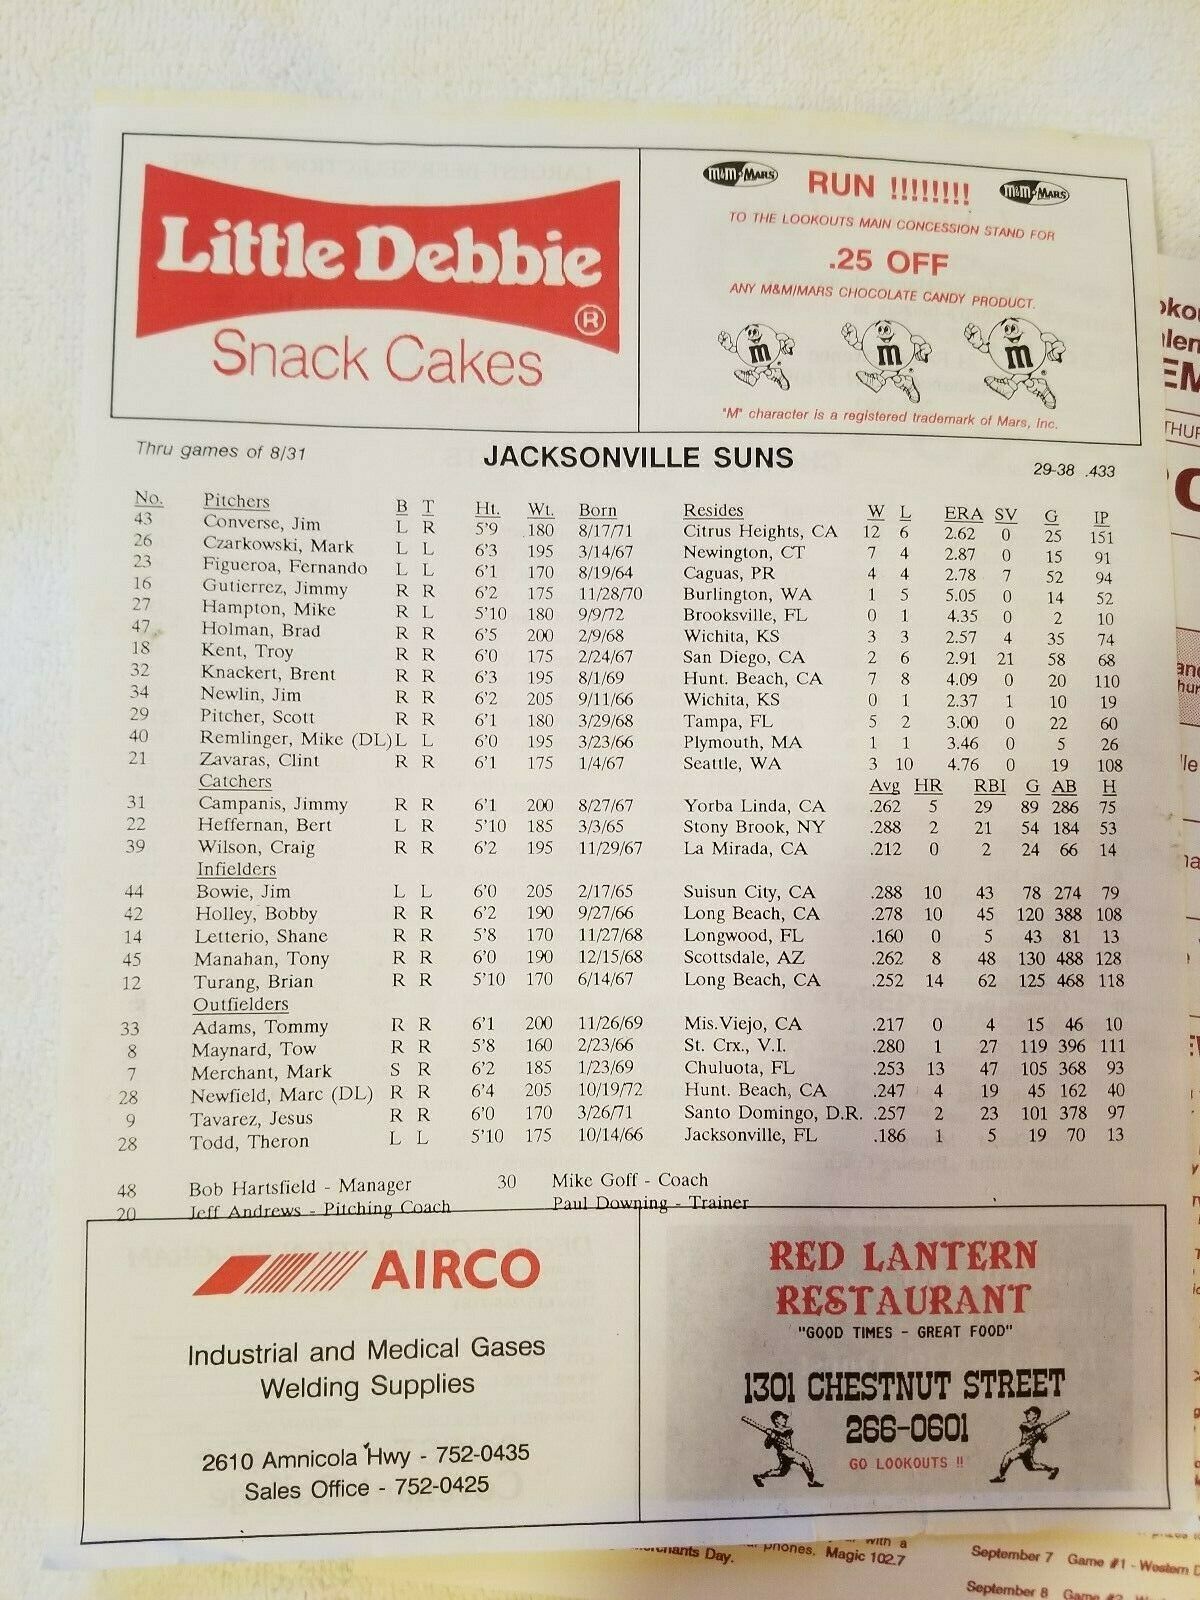 Little Debbie ®
Snack Cakes
m&m MARS RUN !!!!!!!! m&m MARS
TO THE LOOKOUTS MAIN CONCESSION STAND FOR
.25 OFF
ANY M&M/MARS CHOCOLATE CANDY PRODUCT.
m m m
"M" character is a registered trademark of Mars, Inc.
Thru games of 8/31 JACKSONVILLE SUNS 29-38 .433
No. Pitchers B T Ht. Wt. Born Resides W L ERA SV G IP
43 Converse, Jim L R 5'9 180 8/17/71 Citrus Heights, CA 12 6 2.62 0 25 151
26 Czarkowski, Mark L L 6'3 195 3/14/67 Newington, CT 7 4 2.87 0 15 91
23 Figueroa, Fernando L L 6'1 170 8/19/64 Caguas, PR 4 4 2.78 7 52 94
16 Gutierrez, Jimmy R R 6'2 175 11/28/70 Burlington, WA 1 5 5.05 0 14 52
27 Hampton, Mike R L 5'10 180 9/9/72 Brooksville, FL 0 1 4.35 0 2 10
47 Holman, Brad R R 6'5 200 2/9/68 Wichita, KS 3 3 2.57 4 35 74
18 Kent, Troy R R 6'0 175 2/24/67 San Diego, CA 2 6 2.91 21 58 68
32 Knackert, Brent R R 6'3 195 8/1/69 Hunt. Beach, CA 7 8 4.09 0 20 110
34 Newlin, Jim R R 6'2 205 9/11/66 Wichita, KS 0 1 2.37 1 10 19
29 Pitcher, Scott R R 6'1 180 3/29/68 Tampa, FL 5 2 3.00 0 22 60
40 Remlinger, Mike (DL) L L 6'0 195 3/23/66 Plymouth, MA 1 1 3.46 0 5 26
21 Zavaras, Clint R R 6'1 175 1/4/67 Seattle, WA 3 10 4.76 0 19 108
Catchers Avg HR RBI G AB H
31 Campanis, Jimmy R R 6'1 200 8/27/67 Yorba Linda, CA .262 5 29 89 286 75
22 Heffernan, Bert L R 5'10 185 3/3/65 Stony Brook, NY .288 2 21 54 184 53
39 Wilson, Craig R R 6'2 195 11/29/67 La Mirada, CA .212 0 2 24 66 14
Infielders
44 Bowie, Jim L L 6'0 205 2/17/65 Suisun City, CA .288 10 43 78 274 79
42 Holley, Bobby R R 6'2 190 9/27/66 Long Beach, CA .278 10 45 120 388 108
14 Letterio, Shane R R 5'8 170 11/27/68 Longwood, FL .160 0 5 43 81 13
45 Manahan, Tony R R 6'0 190 12/15/68 Scottsdale, AZ .262 8 48 130 488 128
12 Turang, Brian R R 5'10 170 6/14/67 Long Beach, CA .252 14 62 125 468 118
Outfielders
33 Adams, Tommy R R 6'1 200 11/26/69 Mis.Viejo, CA .217 0 4 15 46 10
8 Maynard, Tow R R 5'8 160 2/23/66 St. Crx., V.I. .280 1 27 119 396 111
7 Merchant, Mark S R 6'2 185 1/23/69 Chuluota, FL .253 13 47 105 368 93
28 Newfield, Marc (DL) R R 6'4 205 10/19/72 Hunt. Beach, CA .247 4 19 45 162 40
9 Tavarez, Jesus R R 6'0 170 3/26/71 Santo Domingo, D.R. .257 2 23 101 378 97
28 Todd, Theron L L 5'10 175 10/14/66 Jacksonville, FL .186 1 5 19 70 13
48 Bob Hartsfield - Manager 30 Mike Goff - Coach
20 Jeff Andrews - Pitching Coach Paul Downing - Trainer
AIRCO
Industrial and Medical Gases
Welding Supplies
2610 Amnicola Hwy - 752-0435
Sales Office - 752-0425
RED LANTERN
RESTAURANT
"GOOD TIMES - GREAT FOOD"
1301 CHESTNUT STREET
266-0601
GO LOOKOUTS !!
with a
Day.
phones. Magic 102.7
September 7 Game #1 - Western
September 8 Game #2